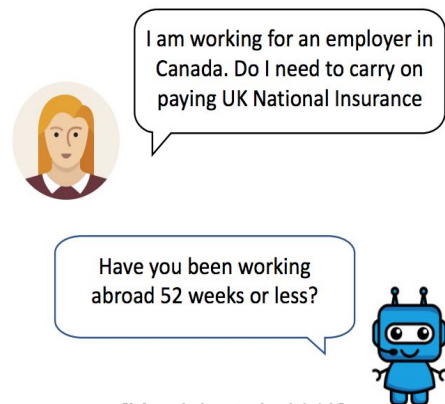 I am working for an employer in
Canada. Do I need to carry on
paying UK National Insurance
Have you been working
abroad 52 weeks or less?